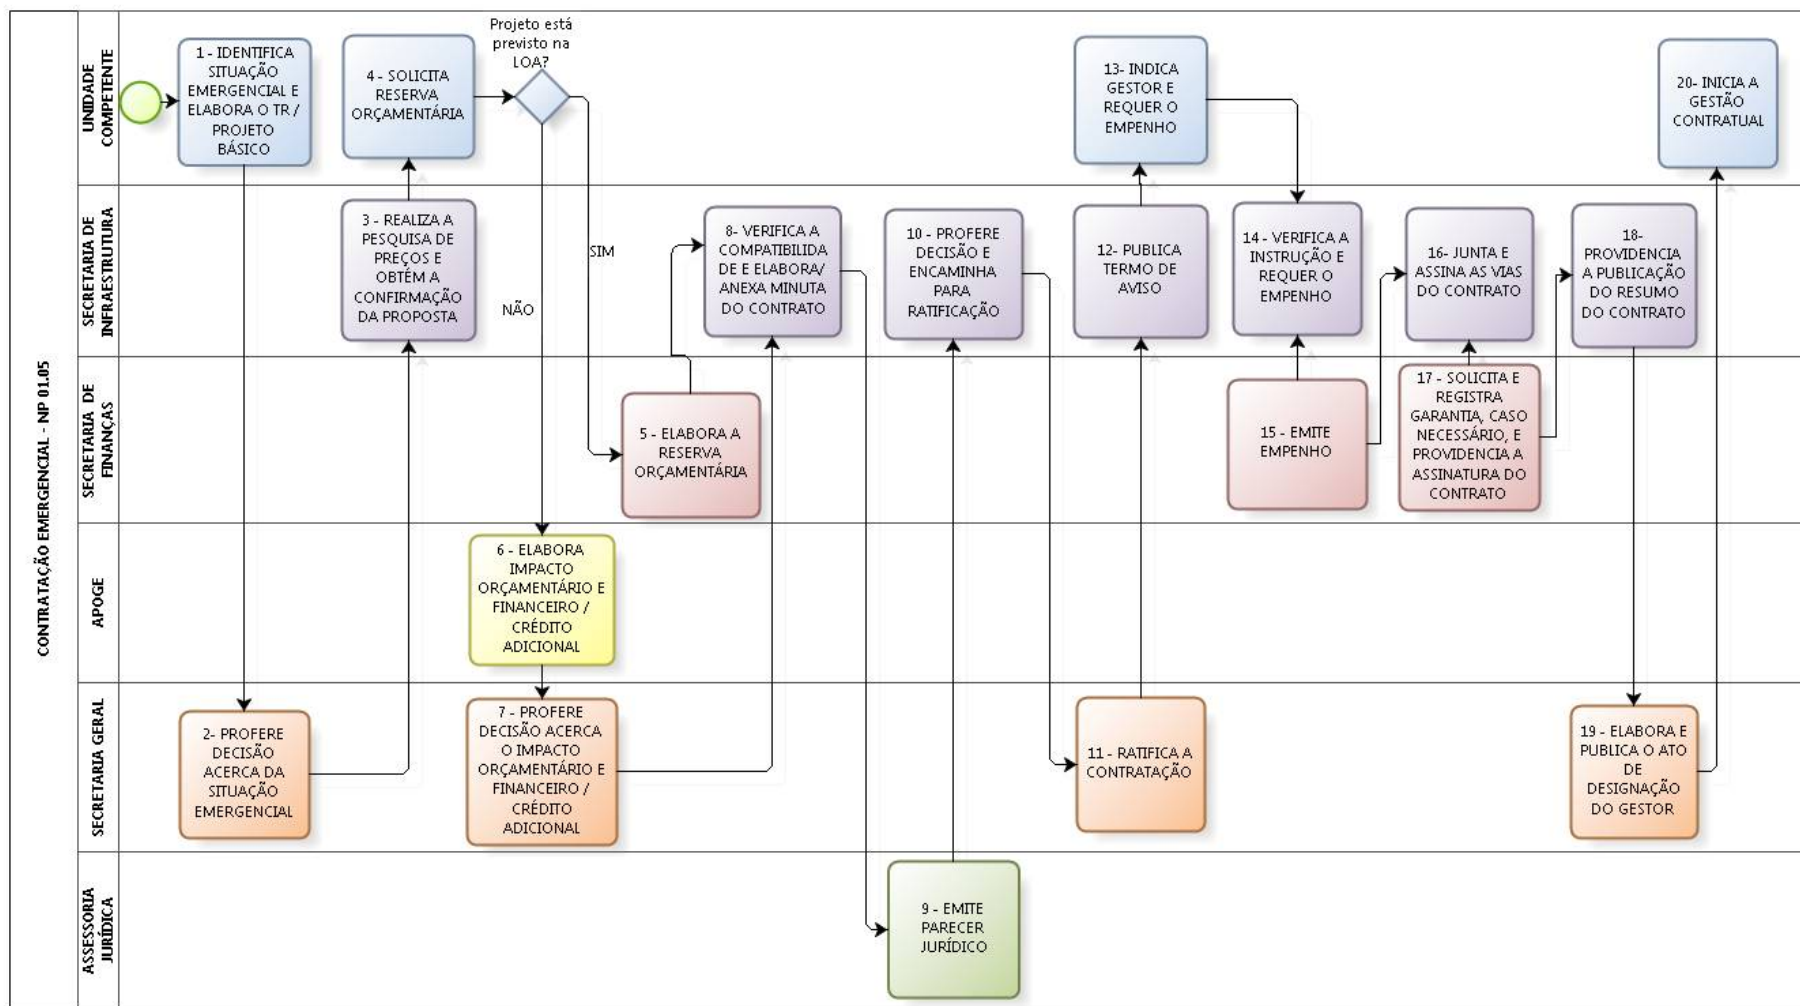 CONTRATAÇÃO EMERGENCIAL - NP 01.05
UNIDADE
COMPETENTE
1 - IDENTIFICA
SITUAÇÃO
EMERGENCIAL E
ELABORA O TR /
PROJETO
BÁSICO
4 - SOLICITA
RESERVA
ORÇAMENTÁRIA
Projeto está
previsto na
LOA?
SIM
NÃO
13- INDICA
GESTOR E
REQUER O
EMPENHO
20- INICIA A
GESTÃO
CONTRATUAL
SECRETARIA DE
INFRAESTRUTURA
3 - REALIZA A
PESQUISA DE
PREÇOS E
OBTÉM A
CONFIRMAÇÃO
DA PROPOSTA
8- VERIFICA A
COMPATIBILIDA
DE E ELABORA/
ANEXA MINUTA
DO CONTRATO
10 - PROFERE
DECISÃO E
ENCAMINHA
PARA
RATIFICAÇÃO
12- PUBLICA
TERMO DE
AVISO
14 - VERIFICA A
INSTRUÇÃO E
REQUER O
EMPENHO
16- JUNTA E
ASSINA AS VIAS
DO CONTRATO
18-
PROVIDENCIA
A PUBLICAÇÃO
DO RESUMO
DO CONTRATO
SECRETARIA DE
FINANÇAS
5 - ELABORA A
RESERVA
ORÇAMENTÁRIA
15 - EMITE
EMPENHO
17 - SOLICITA E
REGISTRA
GARANTIA, CASO
NECESSÁRIO, E
PROVIDENCIA A
ASSINATURA DO
CONTRATO
APOGE
6 - ELABORA
IMPACTO
ORÇAMENTÁRIO E
FINANCEIRO /
CRÉDITO
ADICIONAL
SECRETARIA GERAL
2- PROFERE
DECISÃO
ACERCA DA
SITUAÇÃO
EMERGENCIAL
7 - PROFERE
DECISÃO ACERCA
O IMPACTO
ORÇAMENTÁRIO E
FINANCEIRO /
CRÉDITO
ADICIONAL
11 - RATIFICA A
CONTRATAÇÃO
19 - ELABORA E
PUBLICA O ATO
DE
DESIGNAÇÃO
DO GESTOR
ASSESSORIA
JURÍDICA
9 - EMITE
PARECER
JURÍDICO